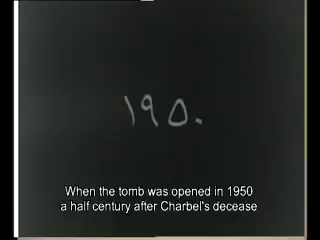 ١٩٥٠
When the tomb was opened in 1950
a half century after Charbel's decease